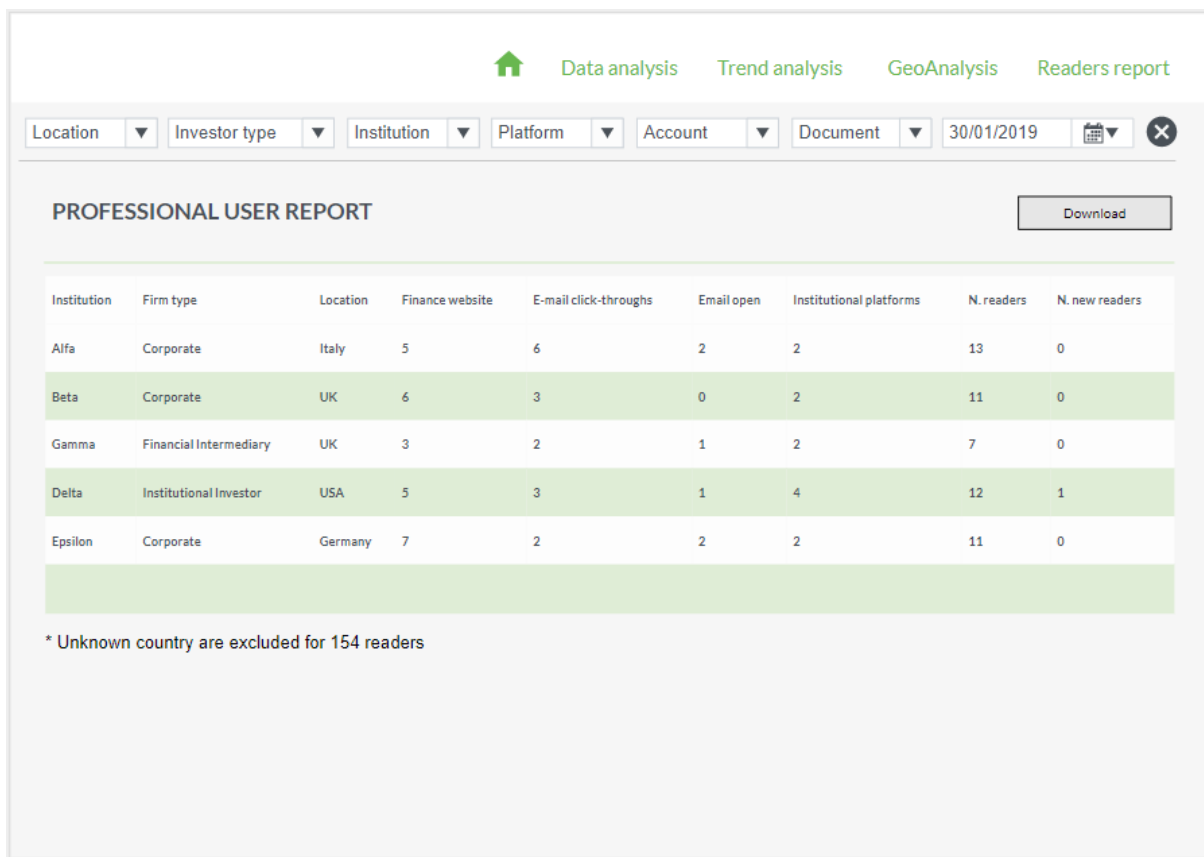 Data analysis Trend analysis GeoAnalysis Readers report
Location Investor type Institution Platform Account Document 30/01/2019
PROFESSIONAL USER REPORT
Download
Institution Firm type Location Finance website E-mail click-throughs Email open Institutional platforms N. readers N. new readers
Alfa Corporate Italy 5 6 2 2 13 0
Beta Corporate UK 6 3 0 2 11 0
Gamma Financial Intermediary UK 3 2 1 2 7 0
Delta Institutional Investor USA 5 3 1 4 12 1
Epsilon Corporate Germany 7 2 2 2 11 0
* Unknown country are excluded for 154 readers